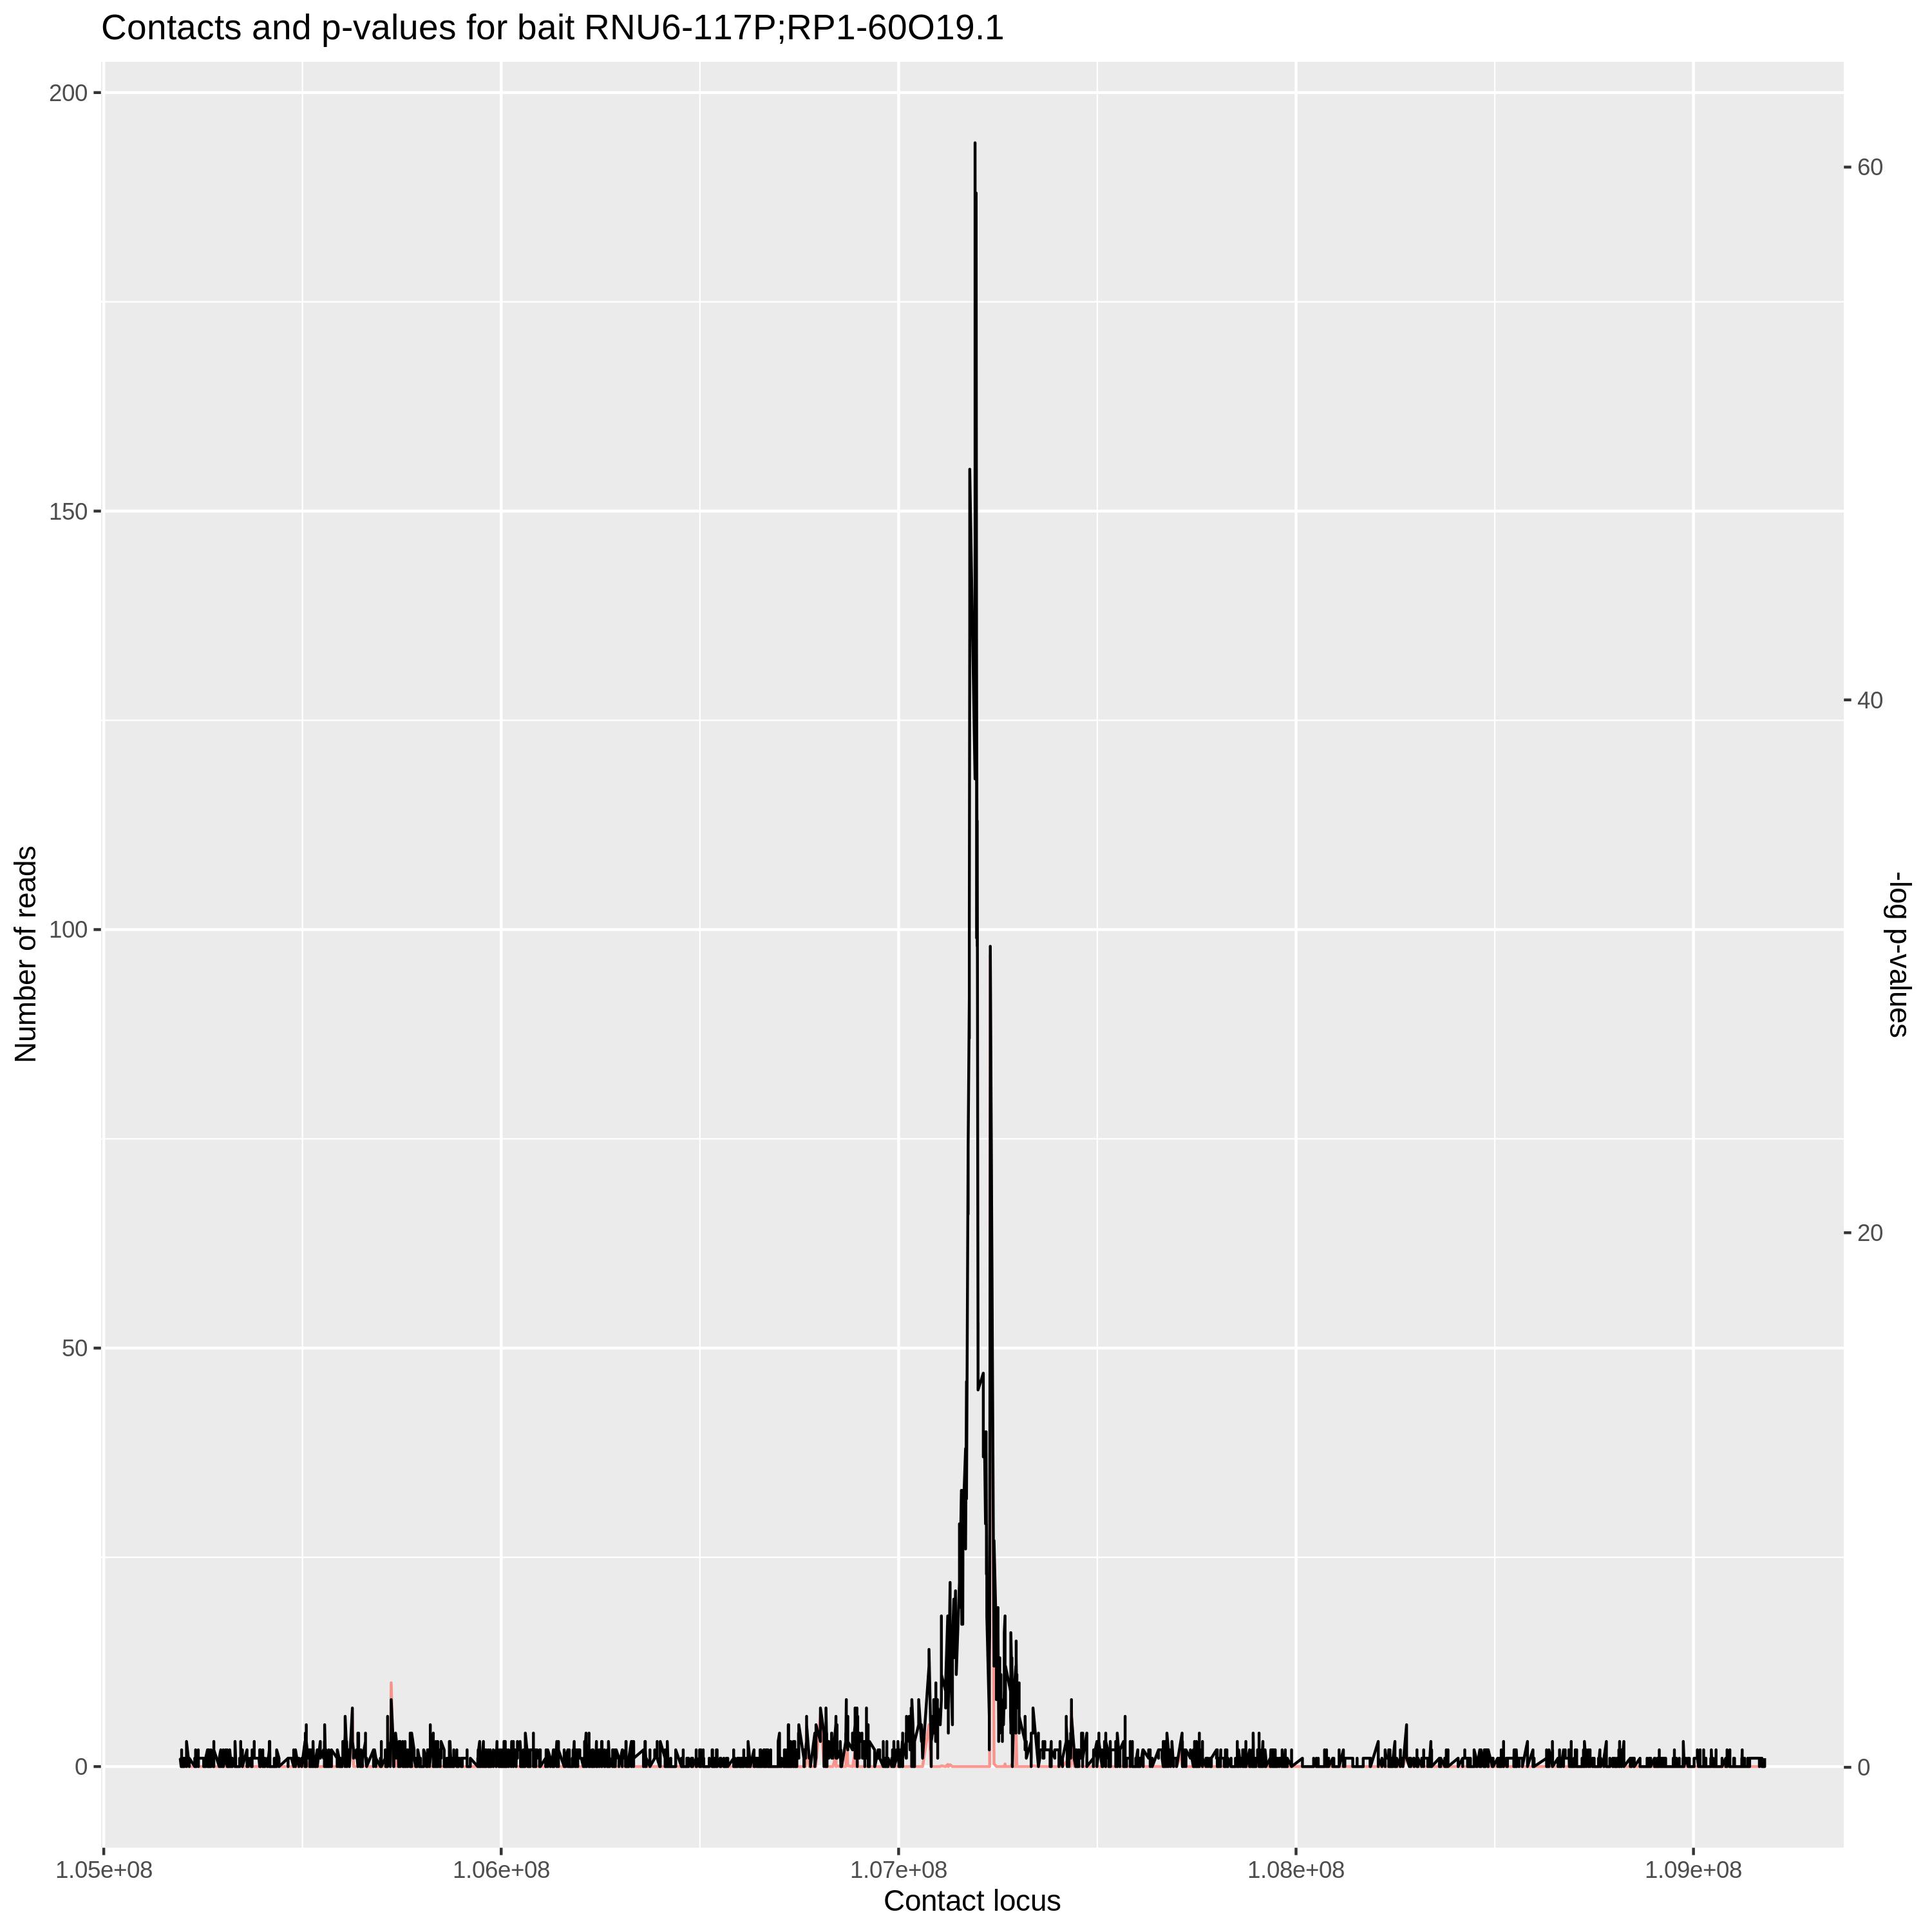 Contacts and p-values for bait RNU6-117P;RP1-60O19.1
200
150
100
50
0
Number of reads
60
40
20
0
-log p-values
1.05e+08
1.06e+08
1.07e+08
1.08e+08
1.09e+08
Contact locus